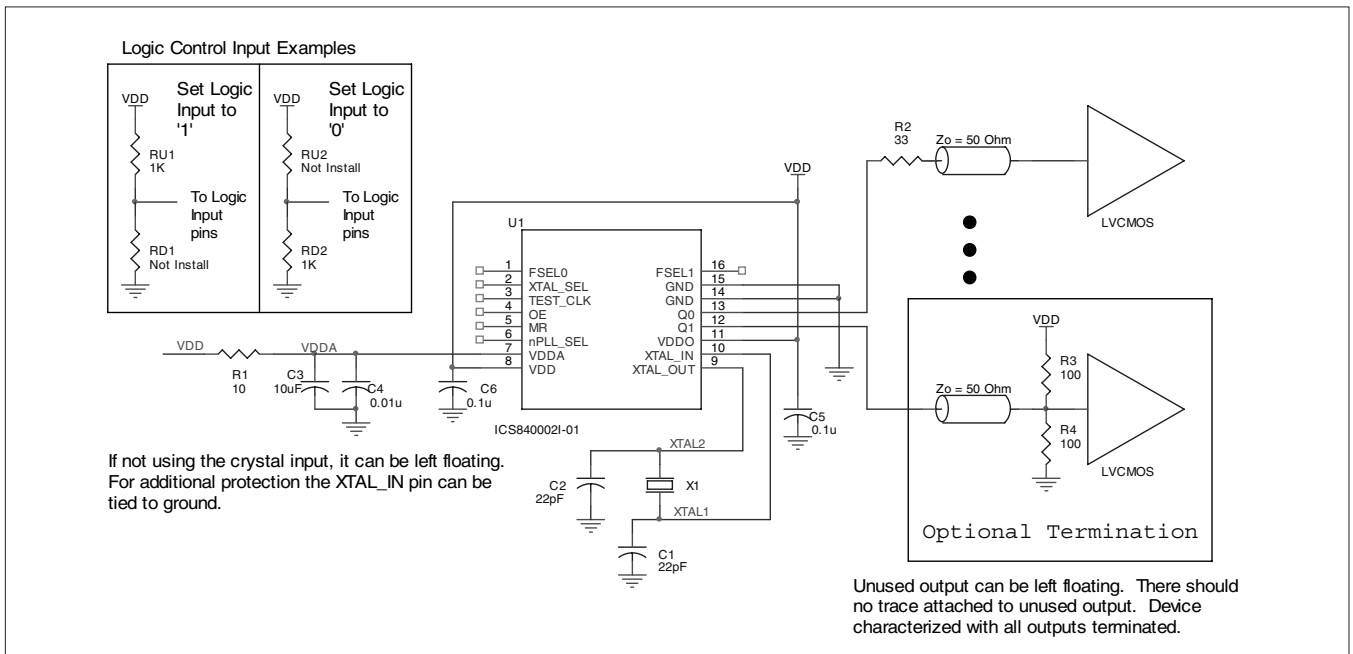 Logic Control Input Examples
Set Logic
Input to
'1'
VDD
RU1
1K
To Logic
Input
pins
RD1
Not Install
Set Logic
Input to
'0'
VDD
RU2
Not Install
To Logic
Input
pins
RD2
1K
VDD
R1
10
VDDA
C3
10uF
C4
0.01u
C6
0.1u
U1
1 FSEL0
2 XTAL_SEL
3 TEST_CLK
4 OE
5 MR
6 nPLL_SEL
7 VDDA
8 VDD
FSEL1 16
GND 15
GND 14
Q0 13
Q1 12
VDDO 11
XTAL_IN 10
XTAL_OUT 9
ICS840002I-01
VDD
C5
0.1u
XTAL2
C2
22pF
X1
XTAL1
C1
22pF
R2
33
Zo = 50 Ohm
LVCMOS
VDD
R3
100
Zo = 50 Ohm
R4
100
LVCMOS
Optional Termination
If not using the crystal input, it can be left floating.
For additional protection the XTAL_IN pin can be
tied to ground.
Unused output can be left floating. There should
no trace attached to unused output. Device
characterized with all outputs terminated.